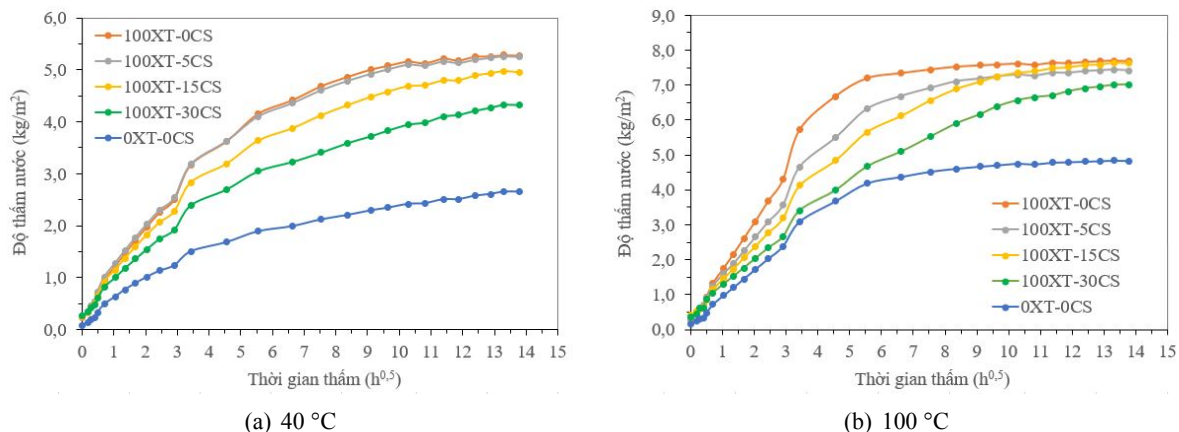 6,0
5,0
4,0
3,0
2,0
1,0
0,0
Độ thấm nước (kg/m²)
100XT-0CS
100XT-5CS
100XT-15CS
100XT-30CS
0XT-0CS
0 1 2 3 4 5 6 7 8 9 10 11 12 13 14 15
Thời gian thấm (h⁰,⁵)
(a) 40 °C
9,0
8,0
7,0
6,0
5,0
4,0
3,0
2,0
1,0
0,0
Độ thấm nước (kg/m²)
100XT-0CS
100XT-5CS
100XT-15CS
100XT-30CS
0XT-0CS
0 1 2 3 4 5 6 7 8 9 10 11 12 13 14 15
Thời gian thấm (h⁰,⁵)
(b) 100 °C